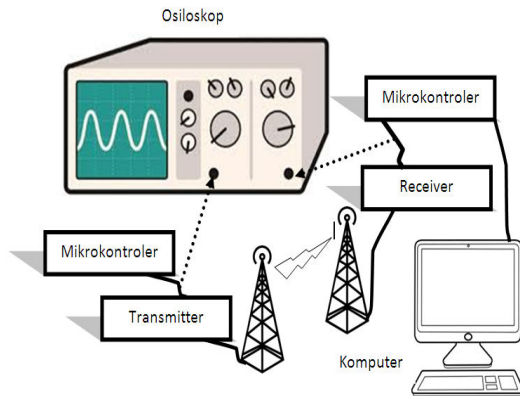 Osiloskop
Mikrokontroler
Receiver
Mikrokontroler
Transmitter
Komputer